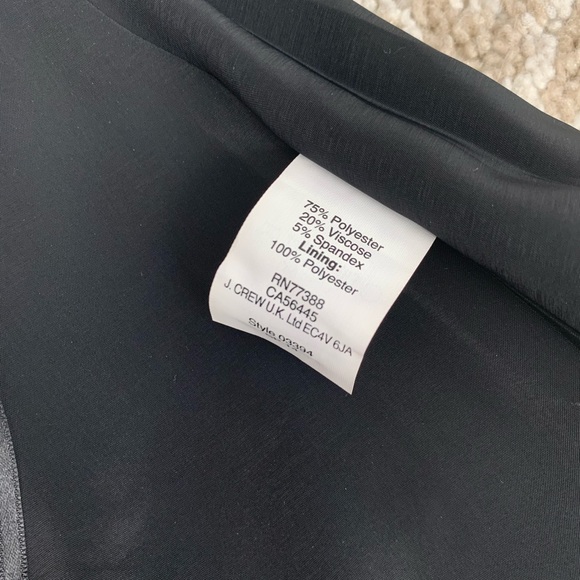 75% Polyester
20% Viscose
5% Spandex
Lining:
100% Polyester
RN77388
CA56445
J. CREW U.K. Ltd EC4V 6JA
Style 03394